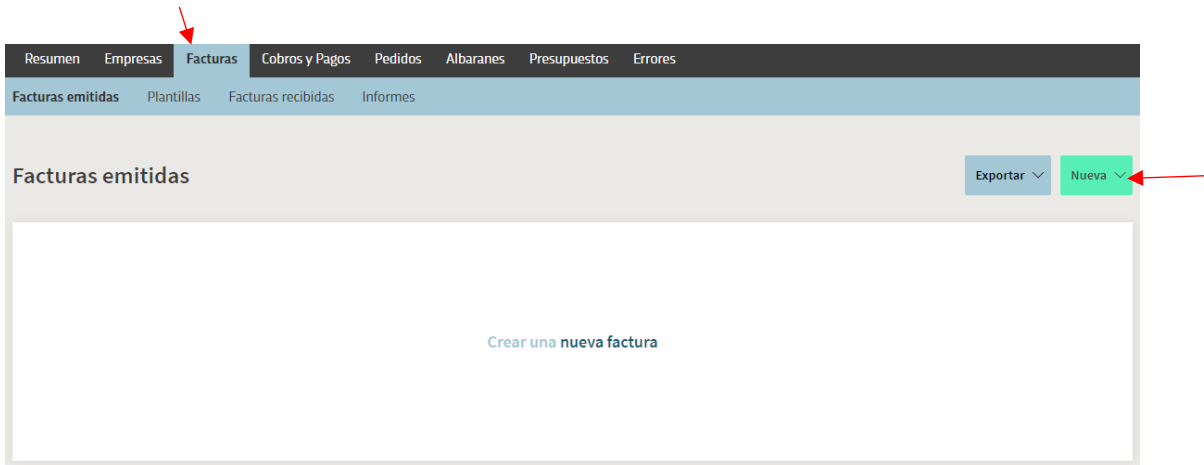 Resumen Empresas Facturas Cobros y Pagos Pedidos Albaranes Presupuestos Errores
Facturas emitidas Plantillas Facturas recibidas Informes
Facturas emitidas
Exportar Nueva
Crear una nueva factura